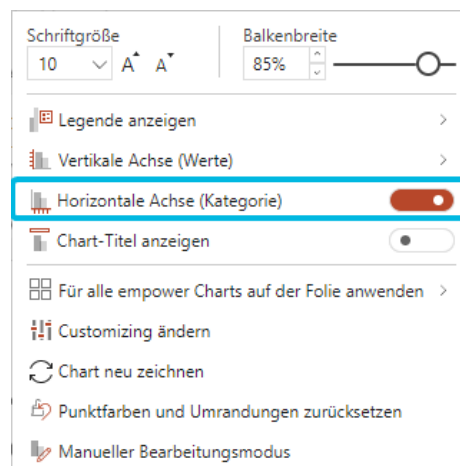 Schriftgröße Balkenbreite
10 A A 85%
Legende anzeigen
Vertikale Achse (Werte)
Horizontale Achse (Kategorie)
Chart-Titel anzeigen
Für alle empower Charts auf der Folie anwenden
Customizing ändern
Chart neu zeichnen
Punktfarben und Umrandungen zurücksetzen
Manueller Bearbeitungsmodus